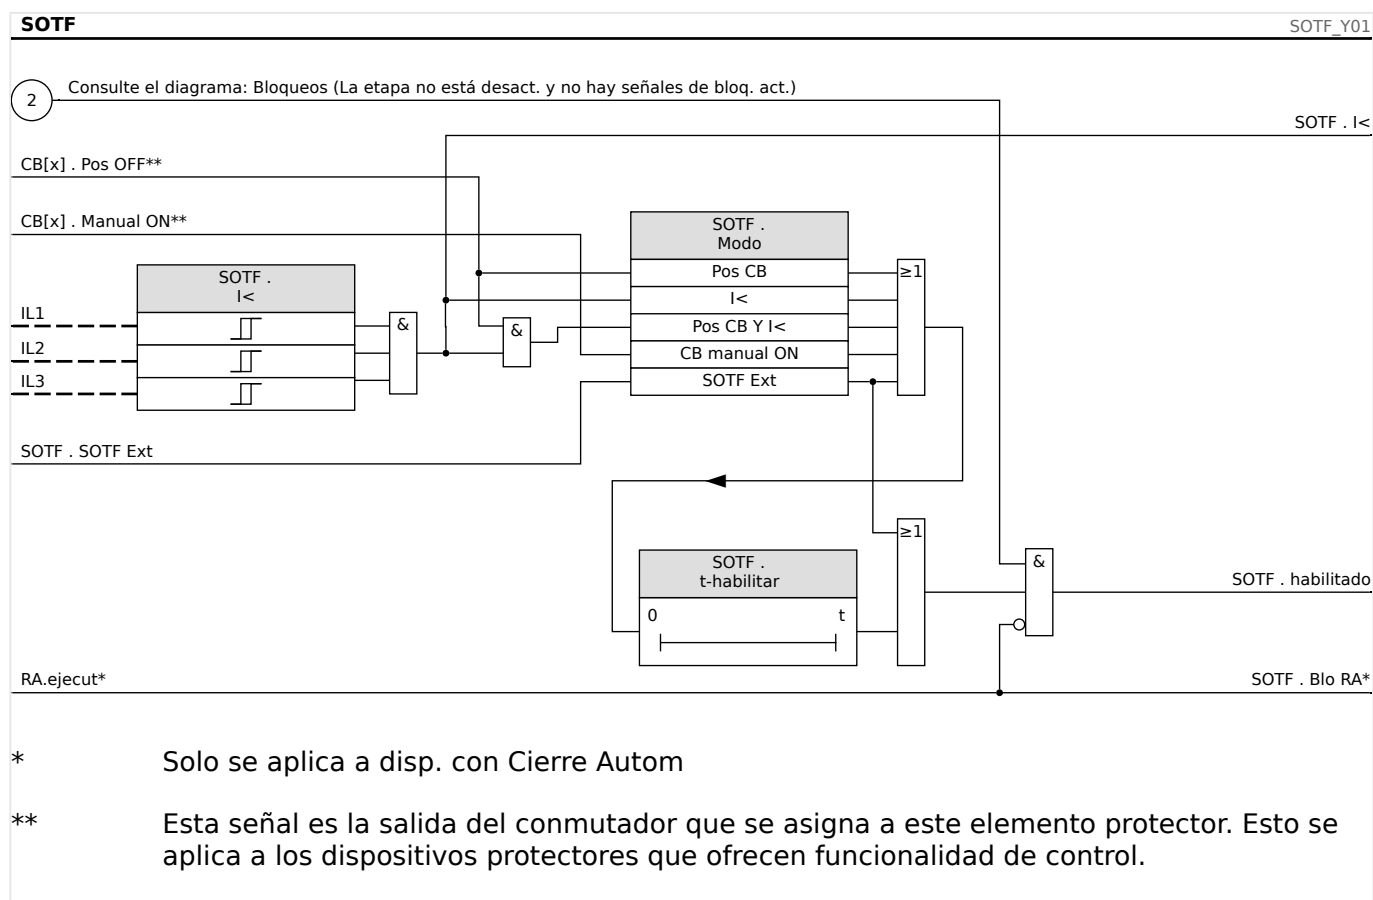 SOTF
SOTF_Y01
2
Consulte el diagrama: Bloqueos (La etapa no está desact. y no hay señales de bloq. act.)
SOTF . I<
CB[x] . Pos OFF**
CB[x] . Manual ON**
SOTF .
Modo
Pos CB
I<
Pos CB Y I<
CB manual ON
SOTF Ext
≥1
SOTF .
I<
IL1
IL2
IL3
&
&
SOTF . SOTF Ext
≥1
SOTF .
t-habilitar
0
t
&
SOTF . habilitado
RA.ejecut*
SOTF . Blo RA*
*
Solo se aplica a disp. con Cierre Autom
**
Esta señal es la salida del conmutador que se asigna a este elemento protector. Esto se
aplica a los dispositivos protectores que ofrecen funcionalidad de control.